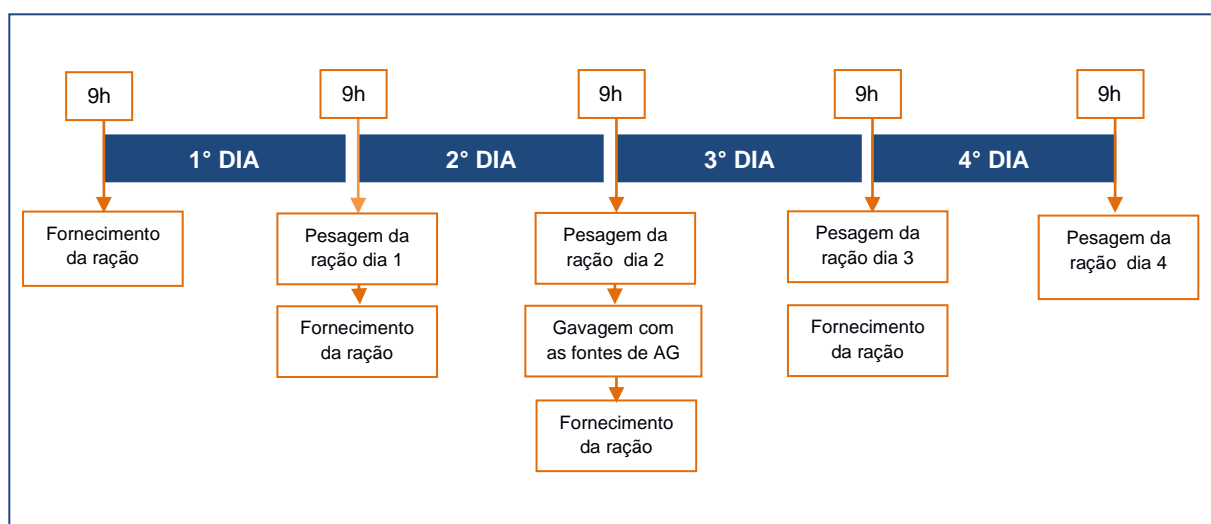 9h
9h
9h
9h
9h
1° DIA
2° DIA
3° DIA
4° DIA
Fornecimento
da ração
Pesagem da
ração dia 1
Fornecimento
da ração
Pesagem da
ração dia 2
Gavagem com
as fontes de AG
Fornecimento
da ração
Pesagem da
ração dia 3
Fornecimento
da ração
Pesagem da
ração dia 4